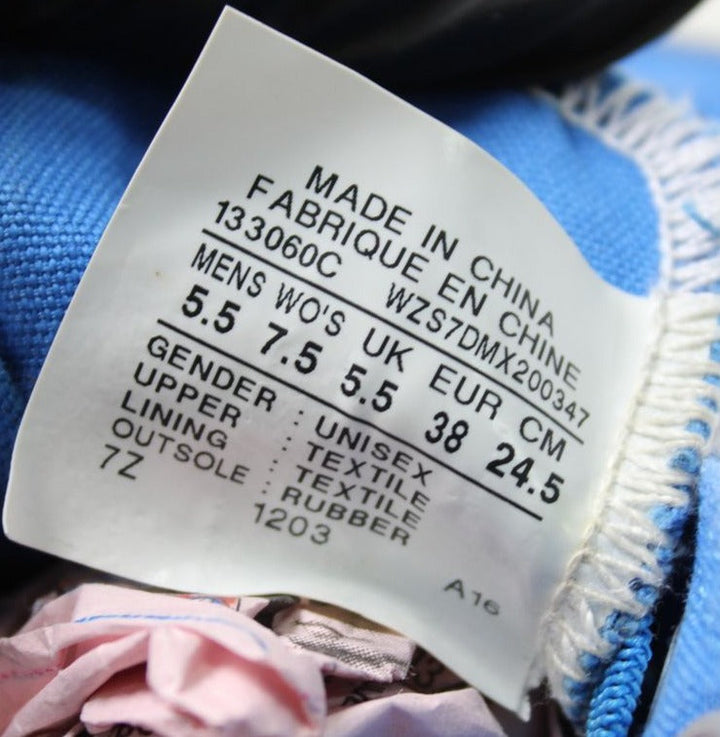 MADE IN CHINA
FABRIQUE EN CHINE
133060C WZS7DMX200347
MENS WO'S UK EUR CM
5.5 7.5 5.5 38 24.5
GENDER : UNISEX
UPPER : TEXTILE
LINING : TEXTILE
OUTSOLE : RUBBER
7Z 1203
A16